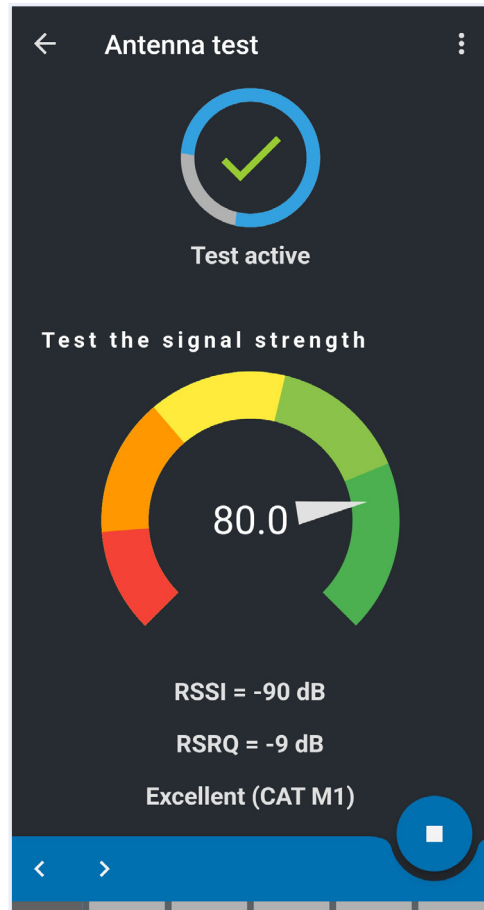 Antenna test
Test active
Test the signal strength
80.0
RSSI = -90 dB
RSRQ = -9 dB
Excellent (CAT M1)